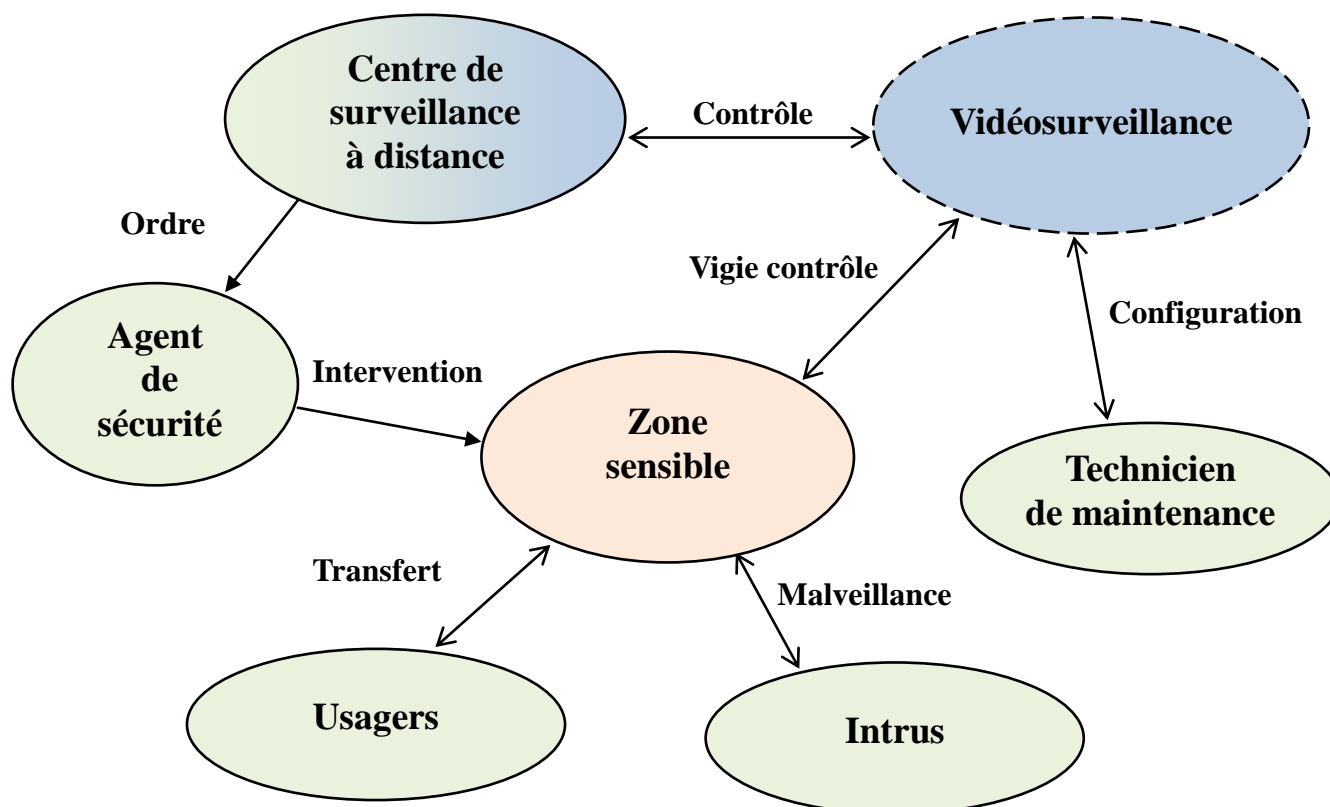 Centre de
surveillance
à distance
Contrôle
Vidéosurveillance
Ordre
Vigie contrôle
Configuration
Agent
de
sécurité
Intervention
Zone
sensible
Technicien
de maintenance
Transfert
Malveillance
Usagers
Intrus